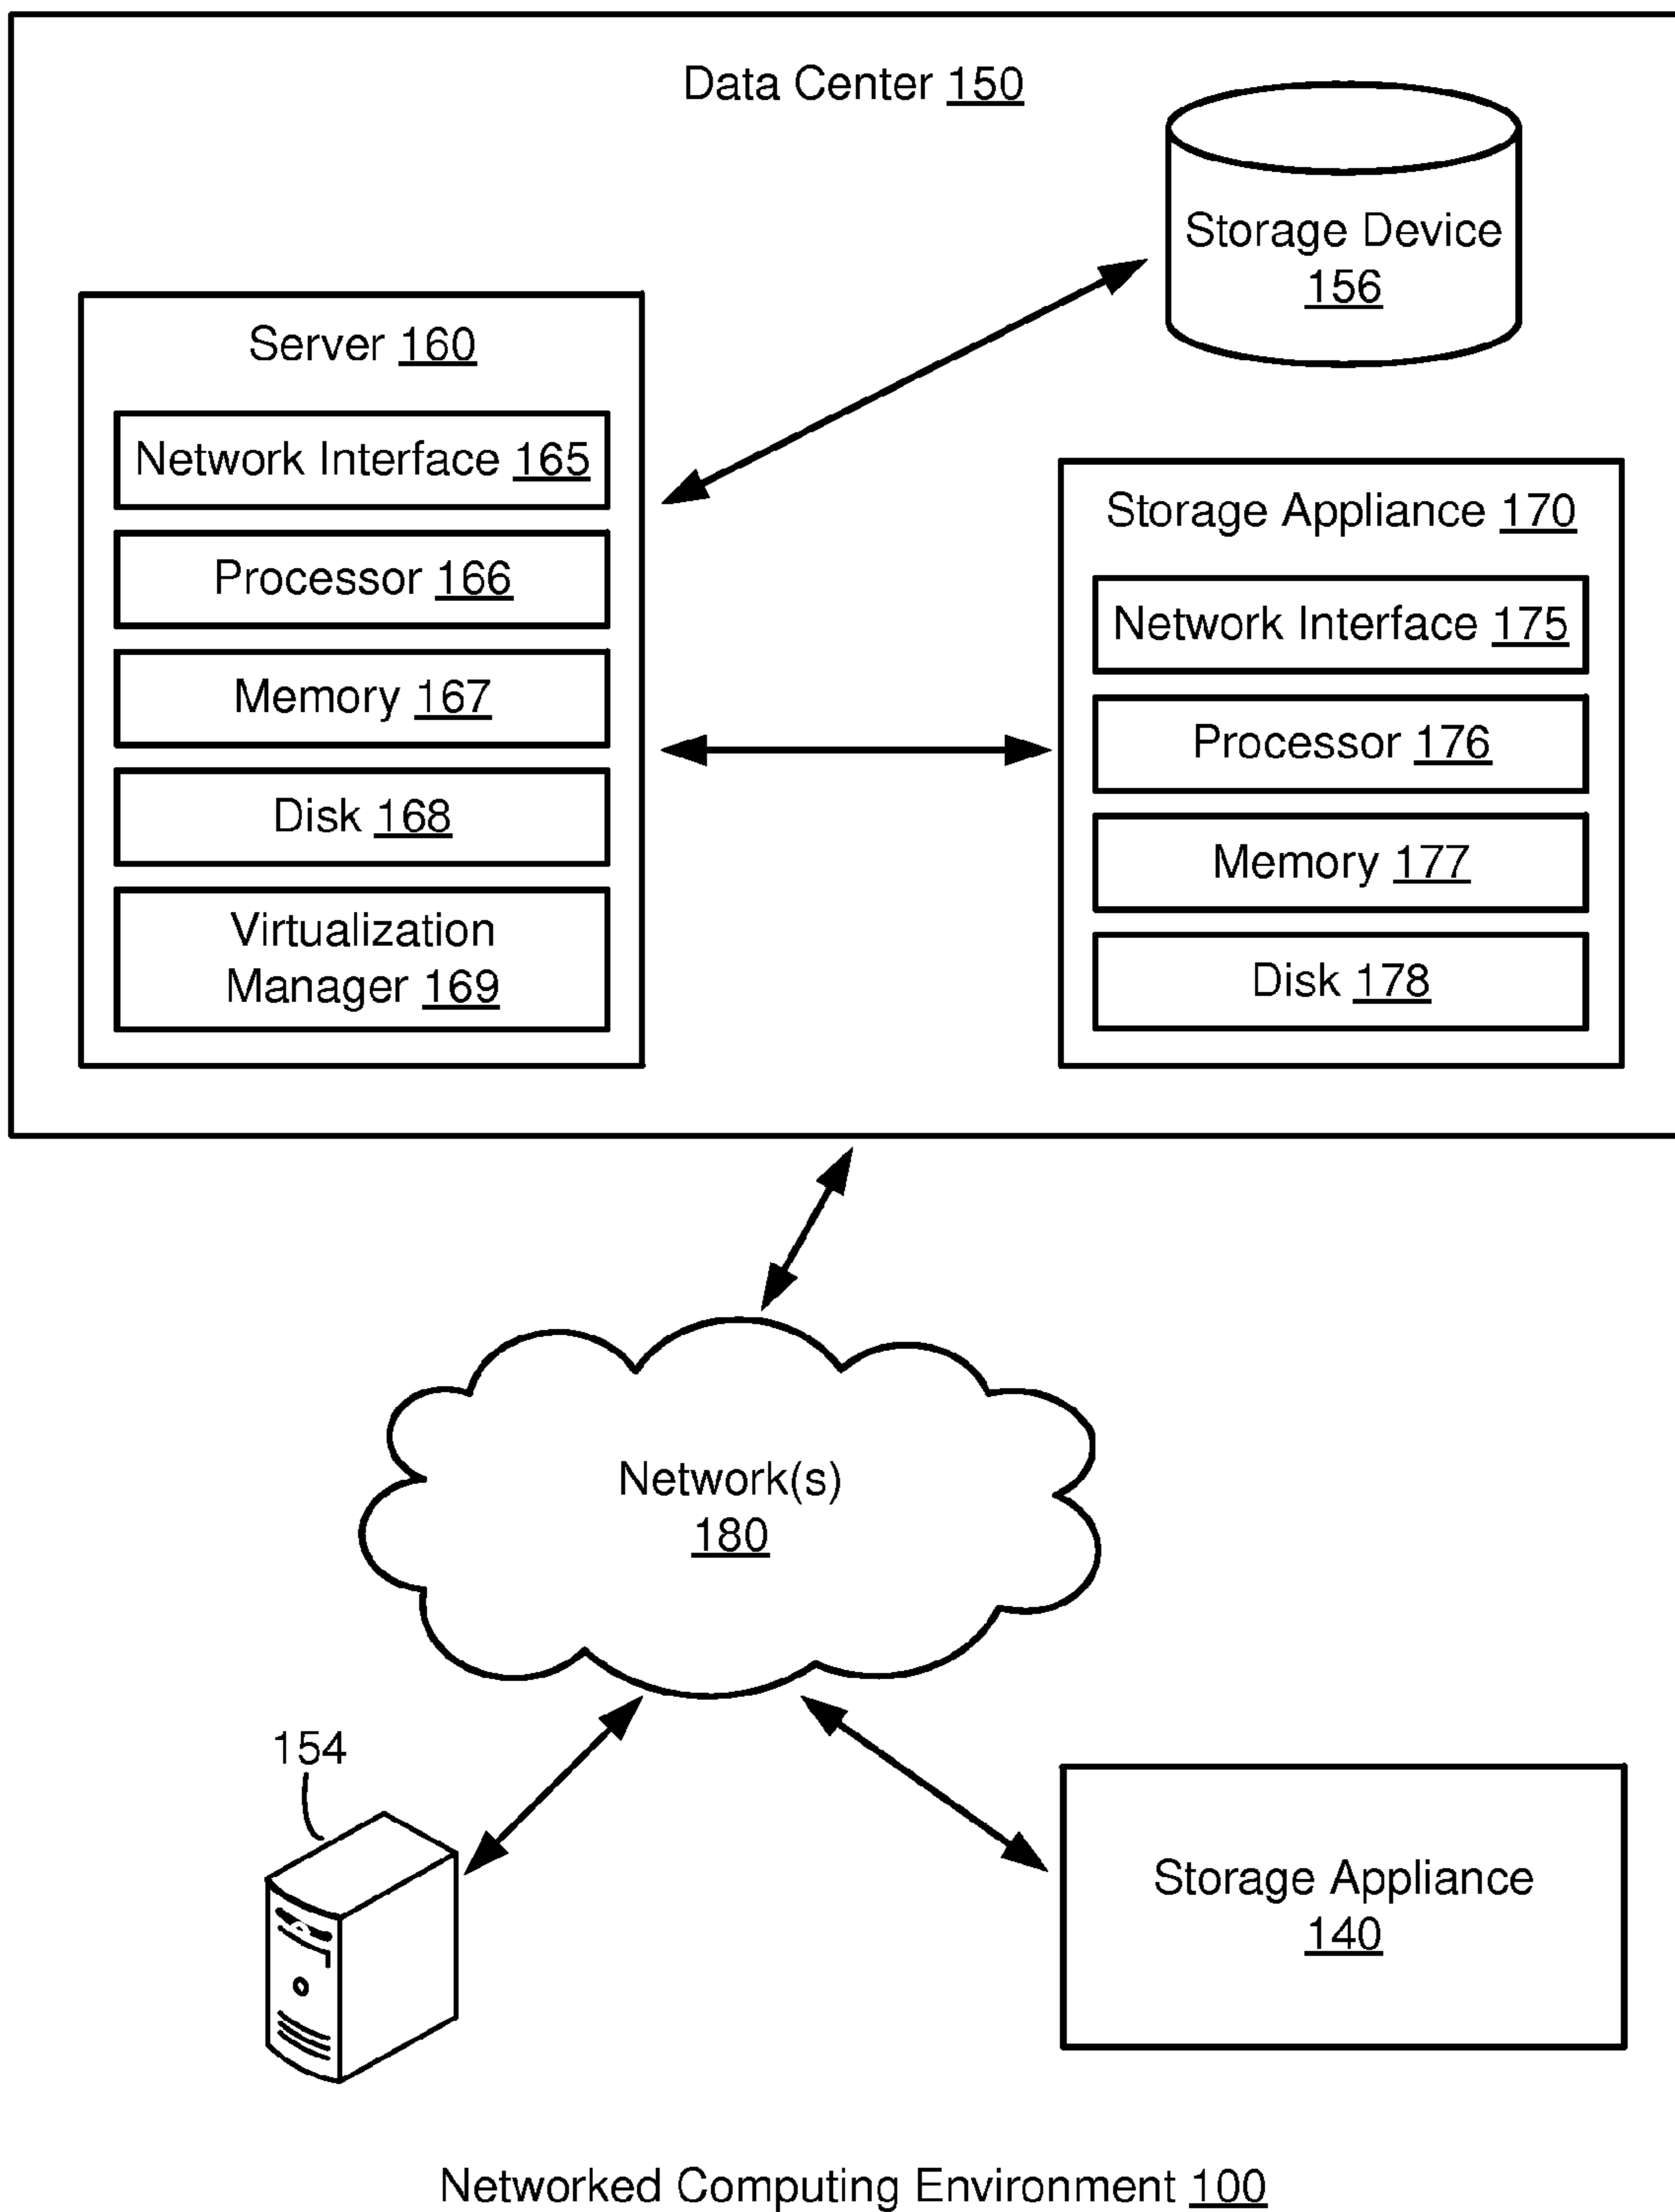 Data Center 150
Storage Device
156
Server 160
Network Interface 165
Processor 166
Memory 167
Disk 168
Virtualization
Manager 169
Storage Appliance 170
Network Interface 175
Processor 176
Memory 177
Disk 178
Network(s)
180
154
Storage Appliance
140
Networked Computing Environment 100